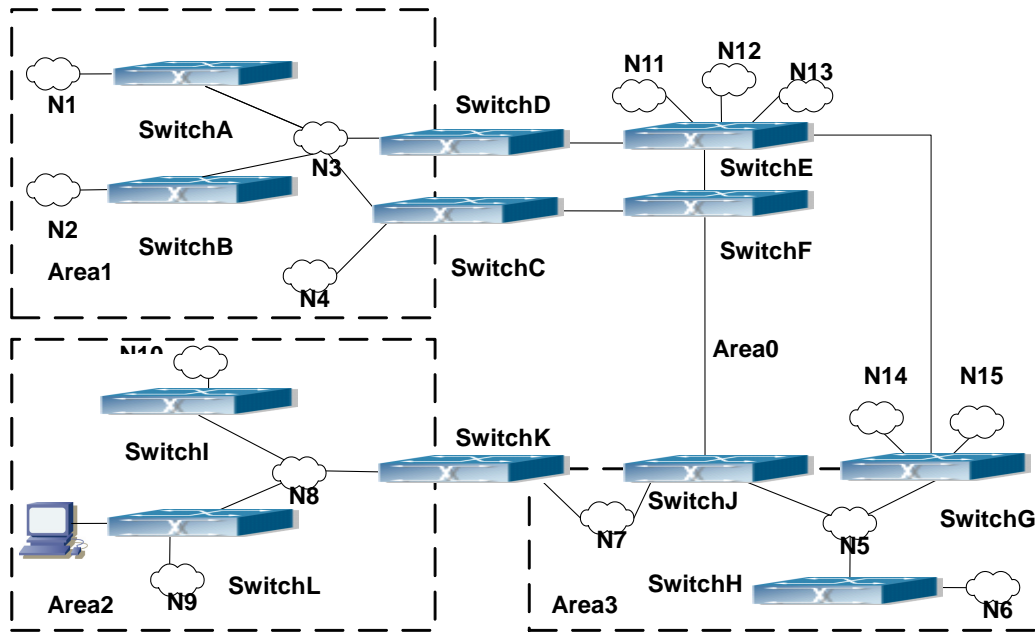 N11
N12
N13
N1
SwitchA
SwitchD
N3
SwitchE
N2
SwitchB
SwitchC
SwitchF
Area1
N4
N10
Area0
N14
N15
SwitchI
SwitchK
N8
SwitchJ
SwitchG
N7
N5
SwitchL
SwitchH
Area2
N9
Area3
N6